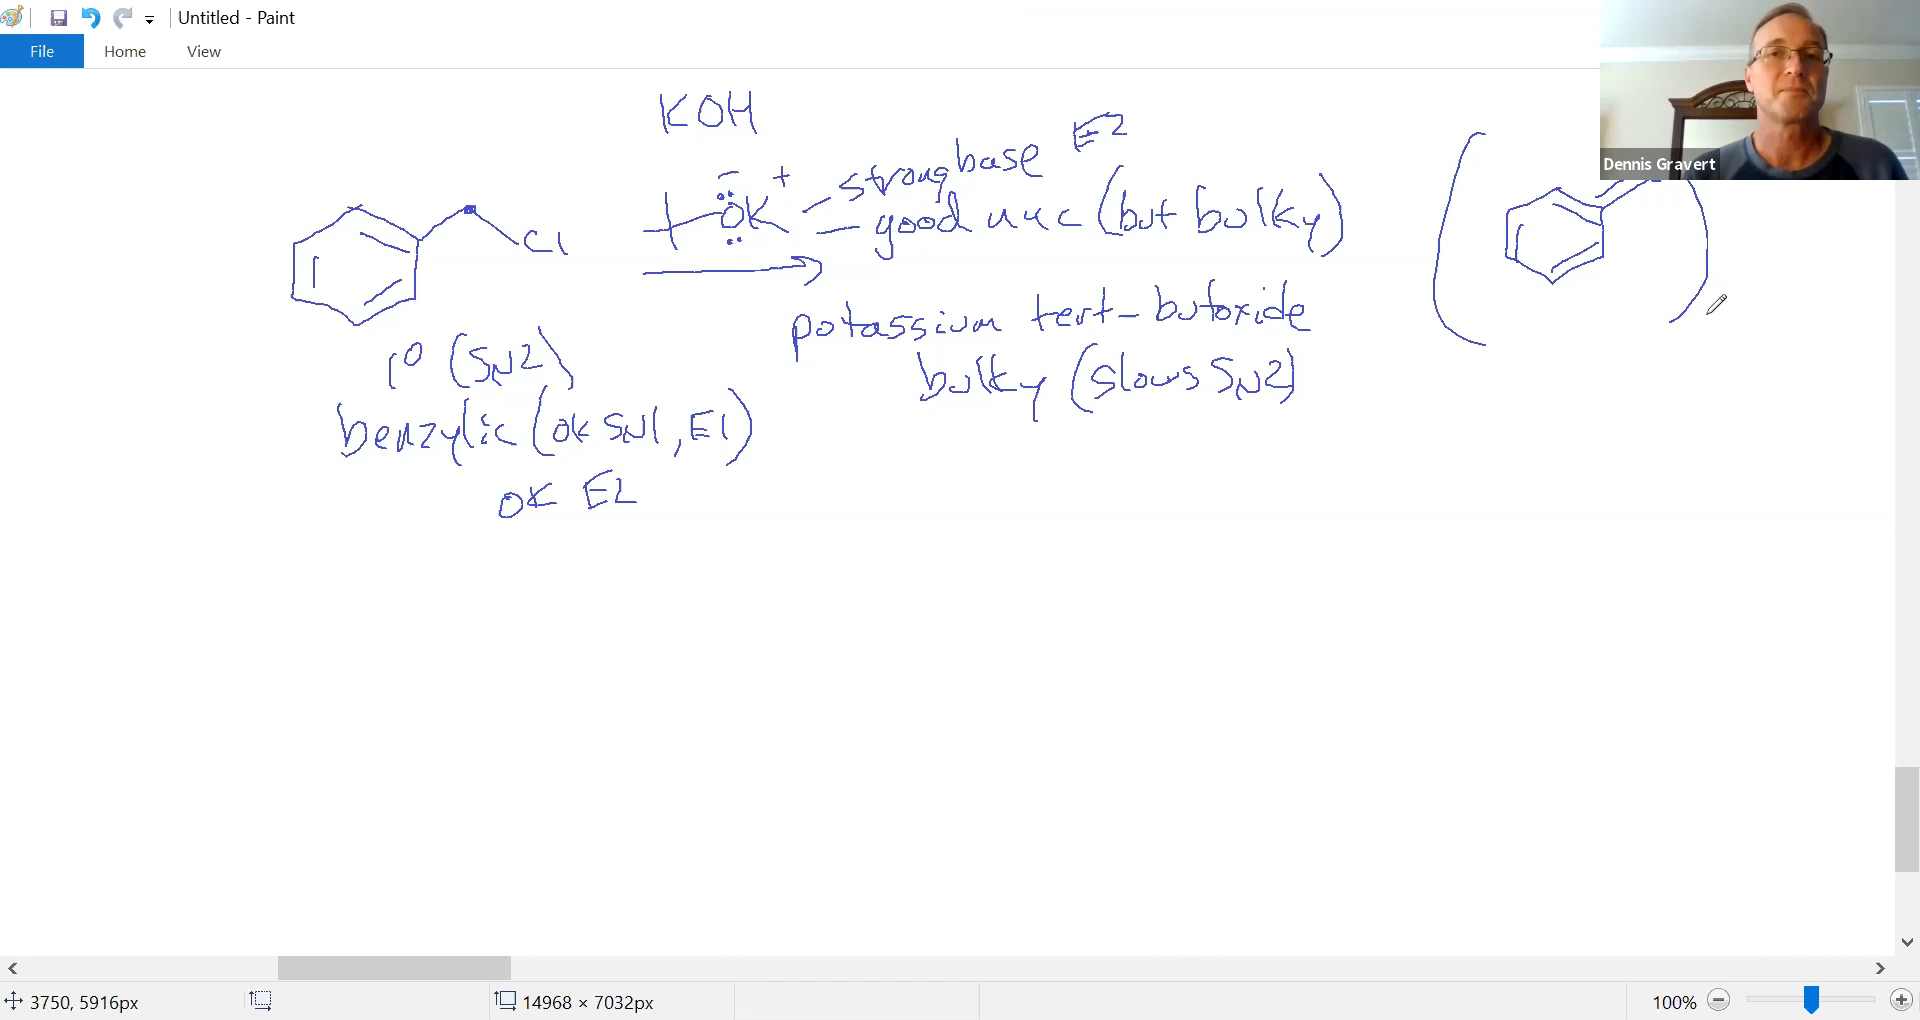 Untitled - Paint
File Home View
KOH
E2
strong base
- +
OK
good nuc (but bulky)
Cl
potassium tert-butoxide
1° (SN2)
bulky (slows SN2)
benzylic (ok SN1, E1)
OK E2
Dennis Gravert
3750, 5916px
14968 × 7032px
100%